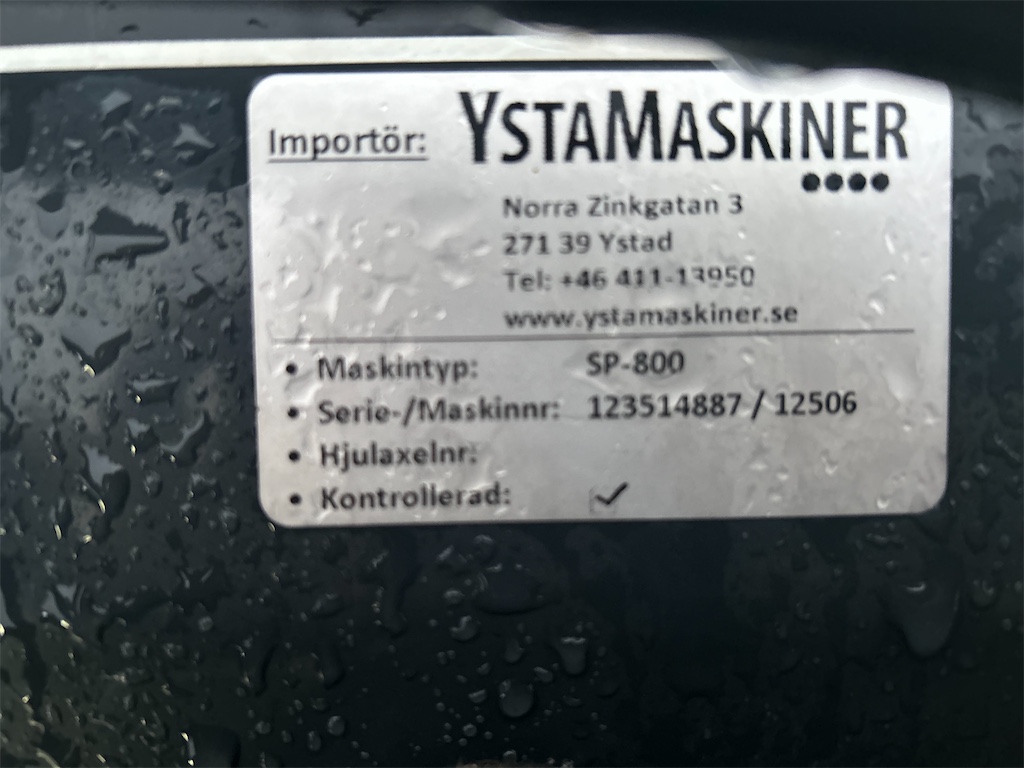 Importör: YSTAMASKINER
Norra Zinkgatan 3
271 39 Ystad
Tel: +46 411-13950
www.ystamaskiner.se
• Maskintyp: SP-800
• Serie-/Maskinnr: 123514887 / 12506
• Hjulaxelnr:
• Kontrollerad: ✓